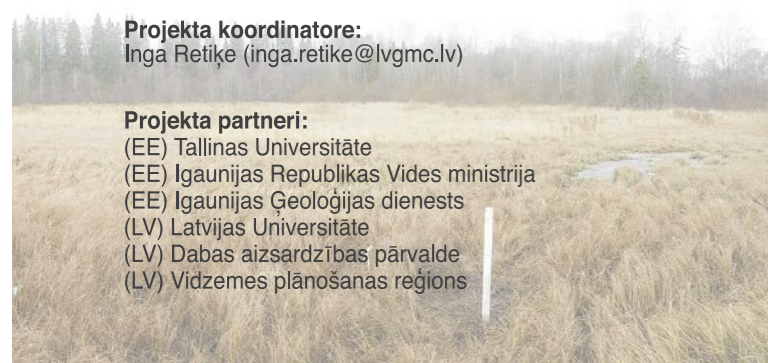 Projekta koordinatore:
Inga Retiķe (inga.retike@lvgmc.lv)
Projekta partneri:
(EE) Tallinas Universitāte
(EE) Igaunijas Republikas Vides ministrija
(EE) Igaunijas Ģeoloģijas dienests
(LV) Latvijas Universitāte
(LV) Dabas aizsardzības pārvalde
(LV) Vidzemes plānošanas reģions